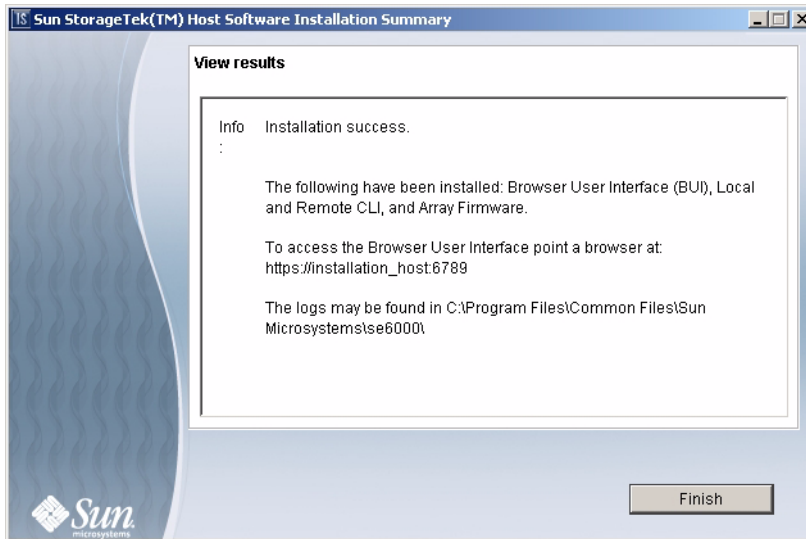 Sun StorageTek(TM) Host Software Installation Summary
View results
Info
:
Installation success.
The following have been installed: Browser User Interface (BUI), Local
and Remote CLI, and Array Firmware.
To access the Browser User Interface point a browser at:
https://installation_host:6789
The logs may be found in C:\Program Files\Common Files\Sun
Microsystems\se6000\
Finish
Sun
microsystems